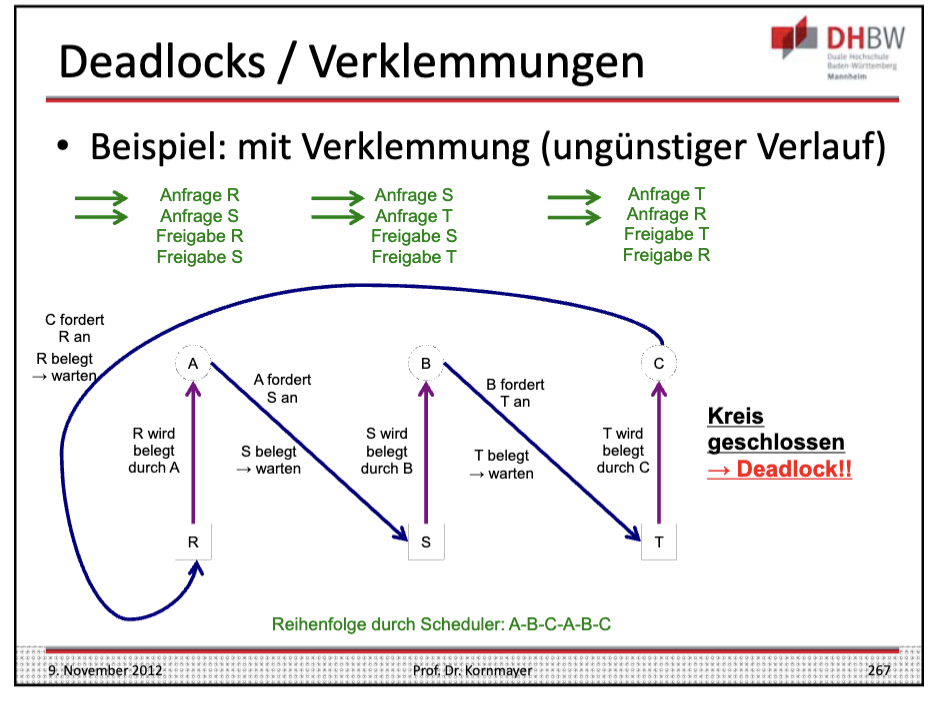 Deadlocks / Verklemmungen
DHBW
Duale Hochschule
Baden-Württemberg
Mannheim
• Beispiel: mit Verklemmung (ungünstiger Verlauf)
Anfrage R
Anfrage S
Freigabe R
Freigabe S
Anfrage S
Anfrage T
Freigabe S
Freigabe T
Anfrage T
Anfrage R
Freigabe T
Freigabe R
C fordert
R an
R belegt
→ warten
A
B
C
A fordert
S an
B fordert
T an
R wird
belegt
durch A
S belegt
→ warten
S wird
belegt
durch B
T belegt
→ warten
T wird
belegt
durch C
Kreis
geschlossen
→ Deadlock!!
R
S
T
Reihenfolge durch Scheduler: A-B-C-A-B-C
9. November 2012
Prof. Dr. Kornmayer
267